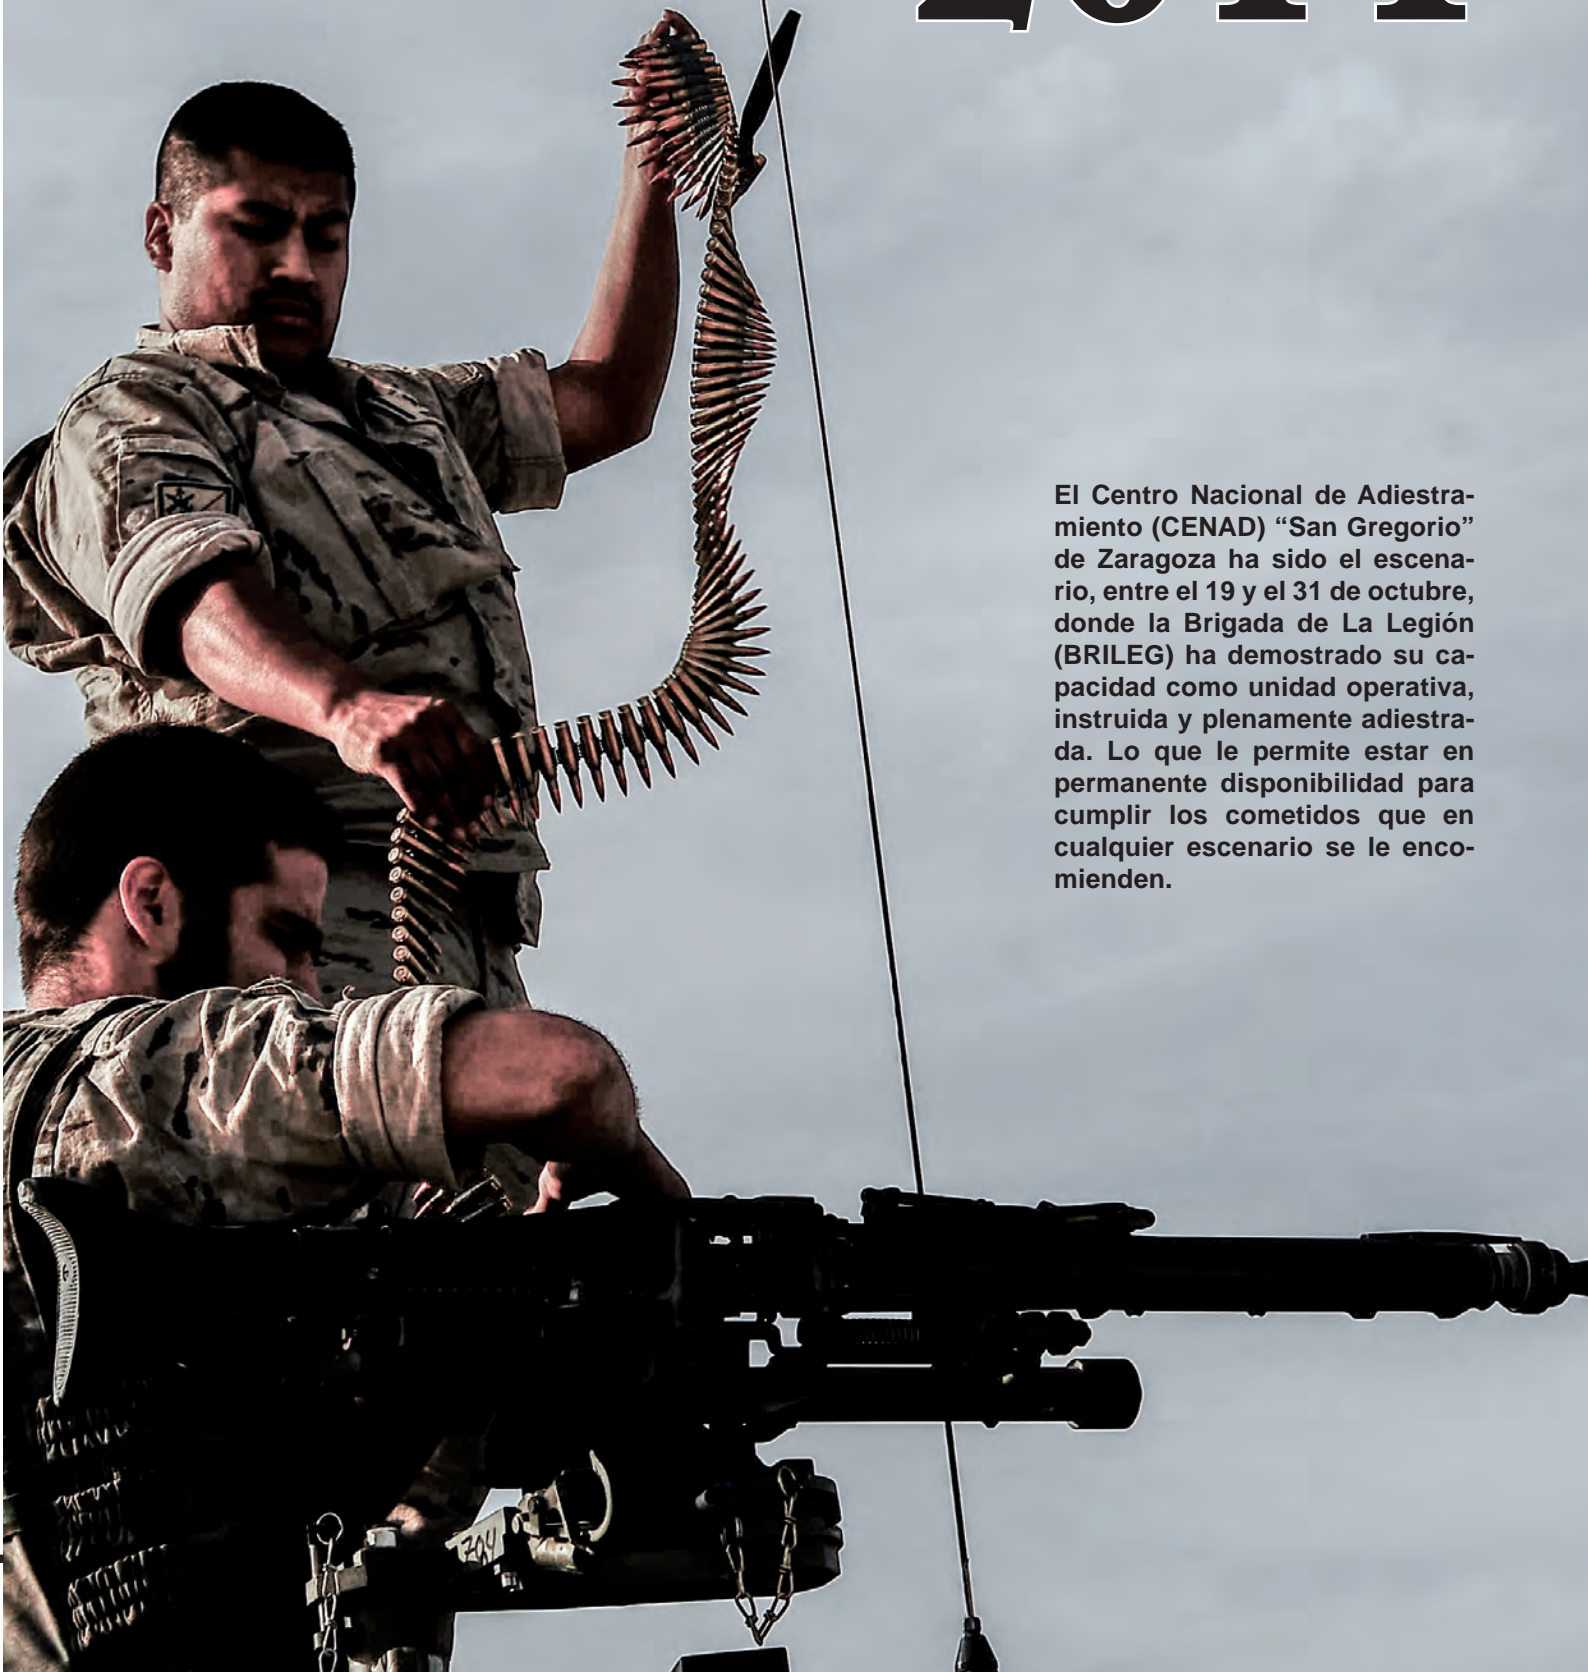 El Centro Nacional de Adiestra-
miento (CENAD) “San Gregorio”
de Zaragoza ha sido el escena-
rio, entre el 19 y el 31 de octubre,
donde la Brigada de La Legión
(BRILEG) ha demostrado su ca-
pacidad como unidad operativa,
instruida y plenamente adiestra-
da. Lo que le permite estar en
permanente disponibilidad para
cumplir los cometidos que en
cualquier escenario se le enco-
mienden.